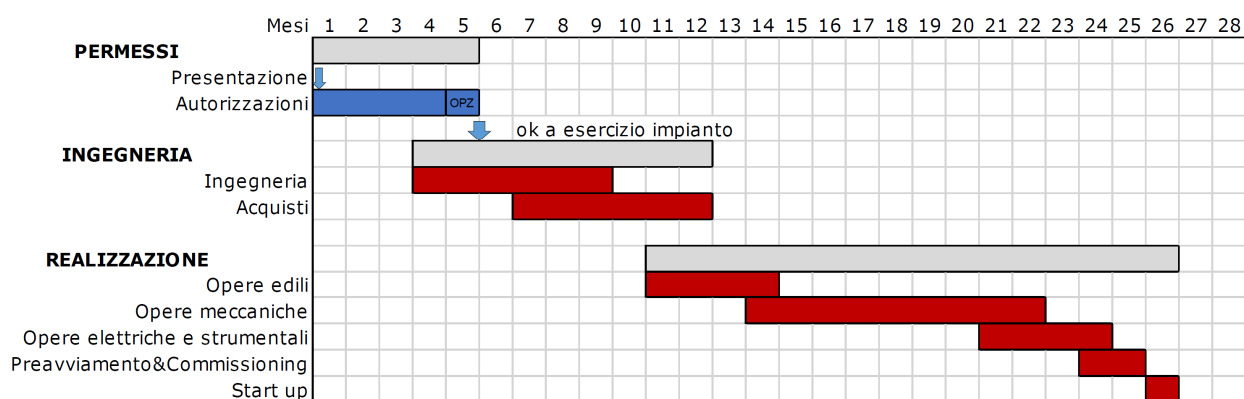 Mesi 1 2 3 4 5 6 7 8 9 10 11 12 13 14 15 16 17 18 19 20 21 22 23 24 25 26 27 28
PERMESSI
Presentazione
Autorizzazioni OPZ
ok a esercizio impianto
INGEGNERIA
Ingegneria
Acquisti
REALIZZAZIONE
Opere edili
Opere meccaniche
Opere elettriche e strumentali
Preavviamento&Commissioning
Start up